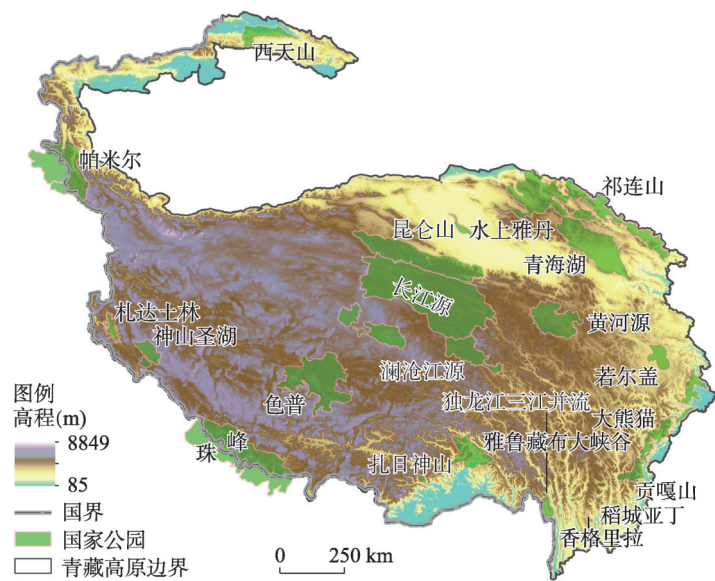 西天山
帕米尔
祁连山
昆仑山
水上雅丹
青海湖
长江源
札达土林
神山圣湖
黄河源
澜沧江源
若尔盖
色普
独龙江三江并流
大熊猫
珠峰
雅鲁藏布大峡谷
扎日神山
贡嘎山
稻城亚丁
香格里拉
图例
高程(m)
8849
85
国界
国家公园
青藏高原边界
0 250 km